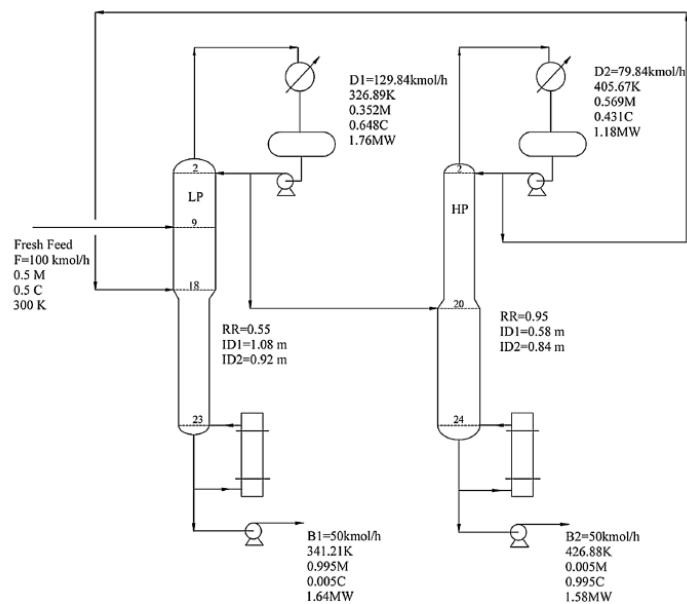 D1=129.84kmol/h
326.89K
0.352M
0.648C
1.76MW
D2=79.84kmol/h
405.67K
0.569M
0.431C
1.18MW
2
LP
9
18
23
2
HP
20
24
Fresh Feed
F=100 kmol/h
0.5 M
0.5 C
300 K
RR=0.55
ID1=1.08 m
ID2=0.92 m
RR=0.95
ID1=0.58 m
ID2=0.84 m
B1=50kmol/h
341.21K
0.995M
0.005C
1.64MW
B2=50kmol/h
426.88K
0.005M
0.995C
1.58MW